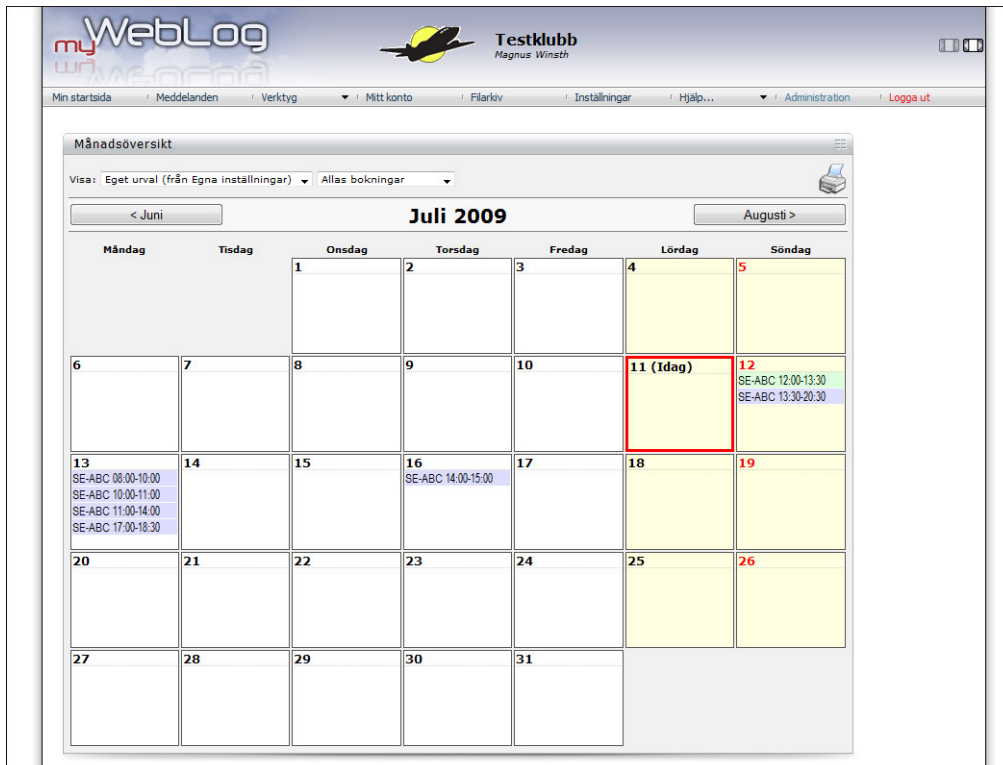 myWebLog
Testklubb
Magnus Winsth
Min startsida Meddelanden Verktyg Mitt konto Filarkiv Inställningar Hjälp... Administration Logga ut
Månadsöversikt
Visa: Eget urval (från Egna inställningar) Allas bokningar
< Juni Juli 2009 Augusti >
Måndag Tisdag Onsdag Torsdag Fredag Lördag Söndag
1 2 3 4 5
6 7 8 9 10 11 (Idag) 12
SE-ABC 12:00-13:30
SE-ABC 13:30-20:30
13 14 15 16 17 18 19
SE-ABC 08:00-10:00 SE-ABC 14:00-15:00
SE-ABC 10:00-11:00
SE-ABC 11:00-14:00
SE-ABC 17:00-18:30
20 21 22 23 24 25 26
27 28 29 30 31